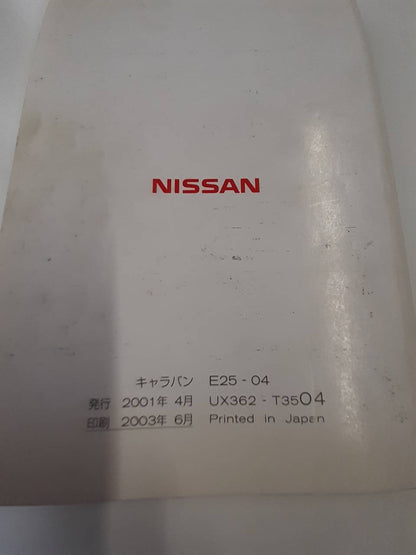 NISSAN
キャラバン E25 - 04
発行 2001年 4月 UX362 - T3504
印刷 2003年 6月 Printed in Japan